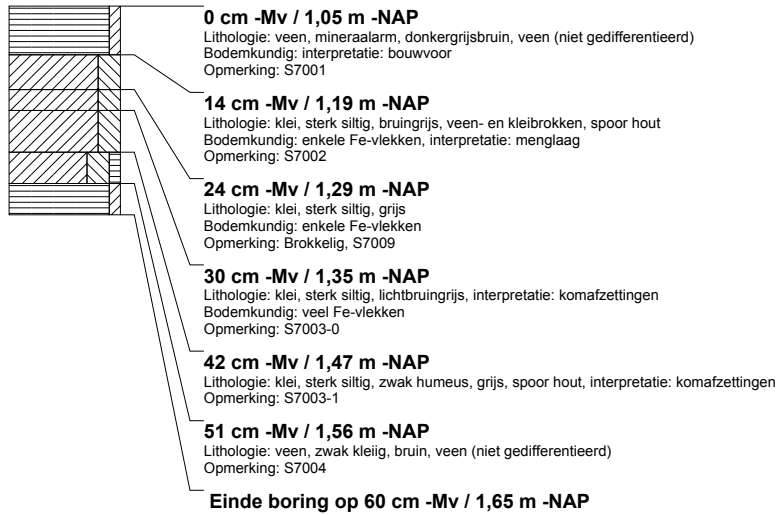 0 cm -Mv / 1,05 m -NAP
Lithologie: veen, mineraalarm, donkergrijsbruin, veen (niet gedifferentieerd)
Bodemkundig: interpretatie: bouwvoor
Opmerking: S7001
14 cm -Mv / 1,19 m -NAP
Lithologie: klei, sterk siltig, bruingrijs, veen- en kleibrokken, spoor hout
Bodemkundig: enkele Fe-vlekken, interpretatie: menglaag
Opmerking: S7002
24 cm -Mv / 1,29 m -NAP
Lithologie: klei, sterk siltig, grijs
Bodemkundig: enkele Fe-vlekken
Opmerking: Brokkelig, S7009
30 cm -Mv / 1,35 m -NAP
Lithologie: klei, sterk siltig, lichtbruingrijs, interpretatie: komafzettingen
Bodemkundig: veel Fe-vlekken
Opmerking: S7003-0
42 cm -Mv / 1,47 m -NAP
Lithologie: klei, sterk siltig, zwak humeus, grijs, spoor hout, interpretatie: komafzettingen
Opmerking: S7003-1
51 cm -Mv / 1,56 m -NAP
Lithologie: veen, zwak kleiig, bruin, veen (niet gedifferentieerd)
Opmerking: S7004
Einde boring op 60 cm -Mv / 1,65 m -NAP